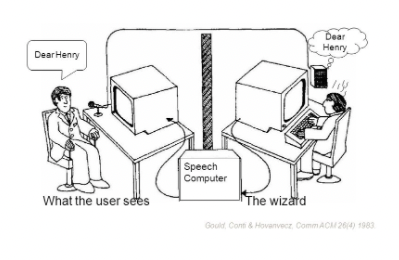 Dear Henry
Dear
Henry
Speech
Computer
What the user sees
The wizard
Gould, Conti & Hovanvecz, Comm ACM 26(4) 1983.